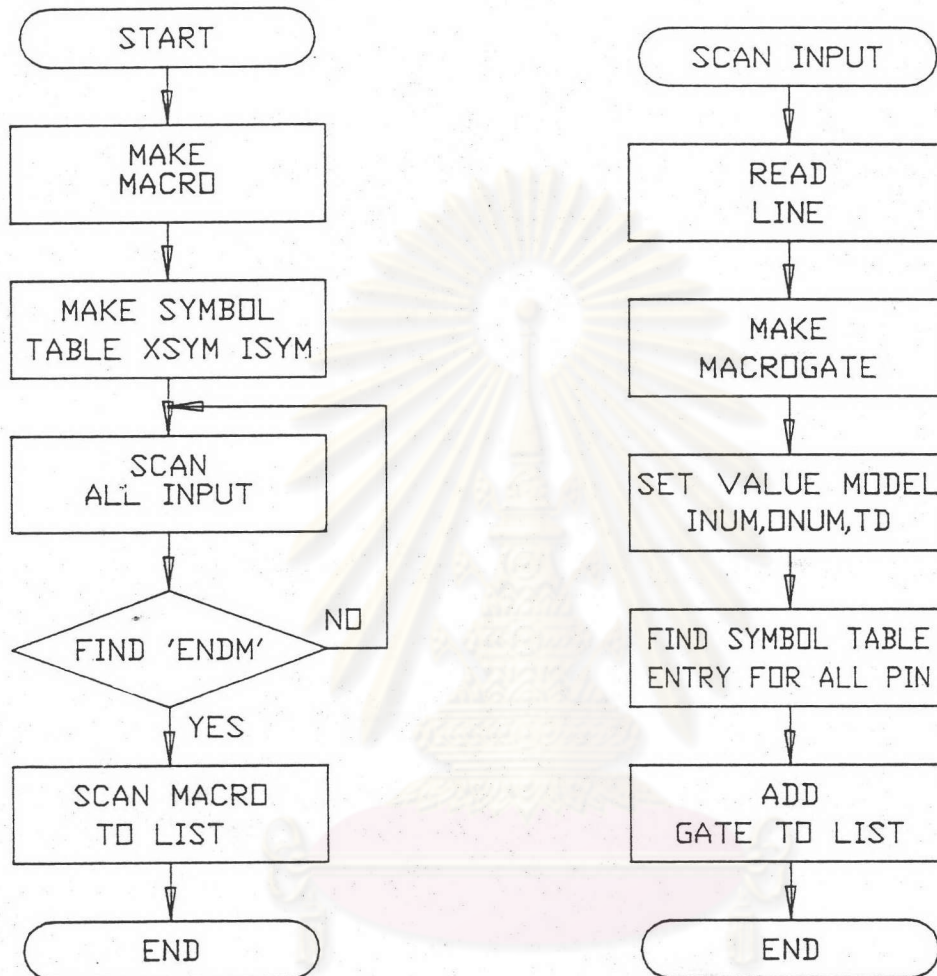 START
MAKE
MACRO
MAKE SYMBOL
TABLE XSYM ISYM
SCAN
ALL INPUT
FIND 'ENDM'
NO
YES
SCAN MACRO
TO LIST
END
SCAN INPUT
READ
LINE
MAKE
MACROGATE
SET VALUE MODEL
INUM,ONUM,TD
FIND SYMBOL TABLE
ENTRY FOR ALL PIN
ADD
GATE TO LIST
END